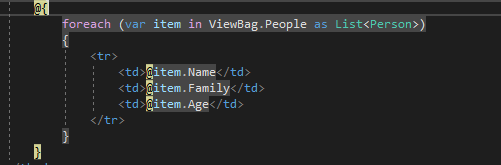 @{
foreach (var item in ViewBag.People as List<Person>)
{
<tr>
<td>@item.Name</td>
<td>@item.Family</td>
<td>@item.Age</td>
</tr>
}
}